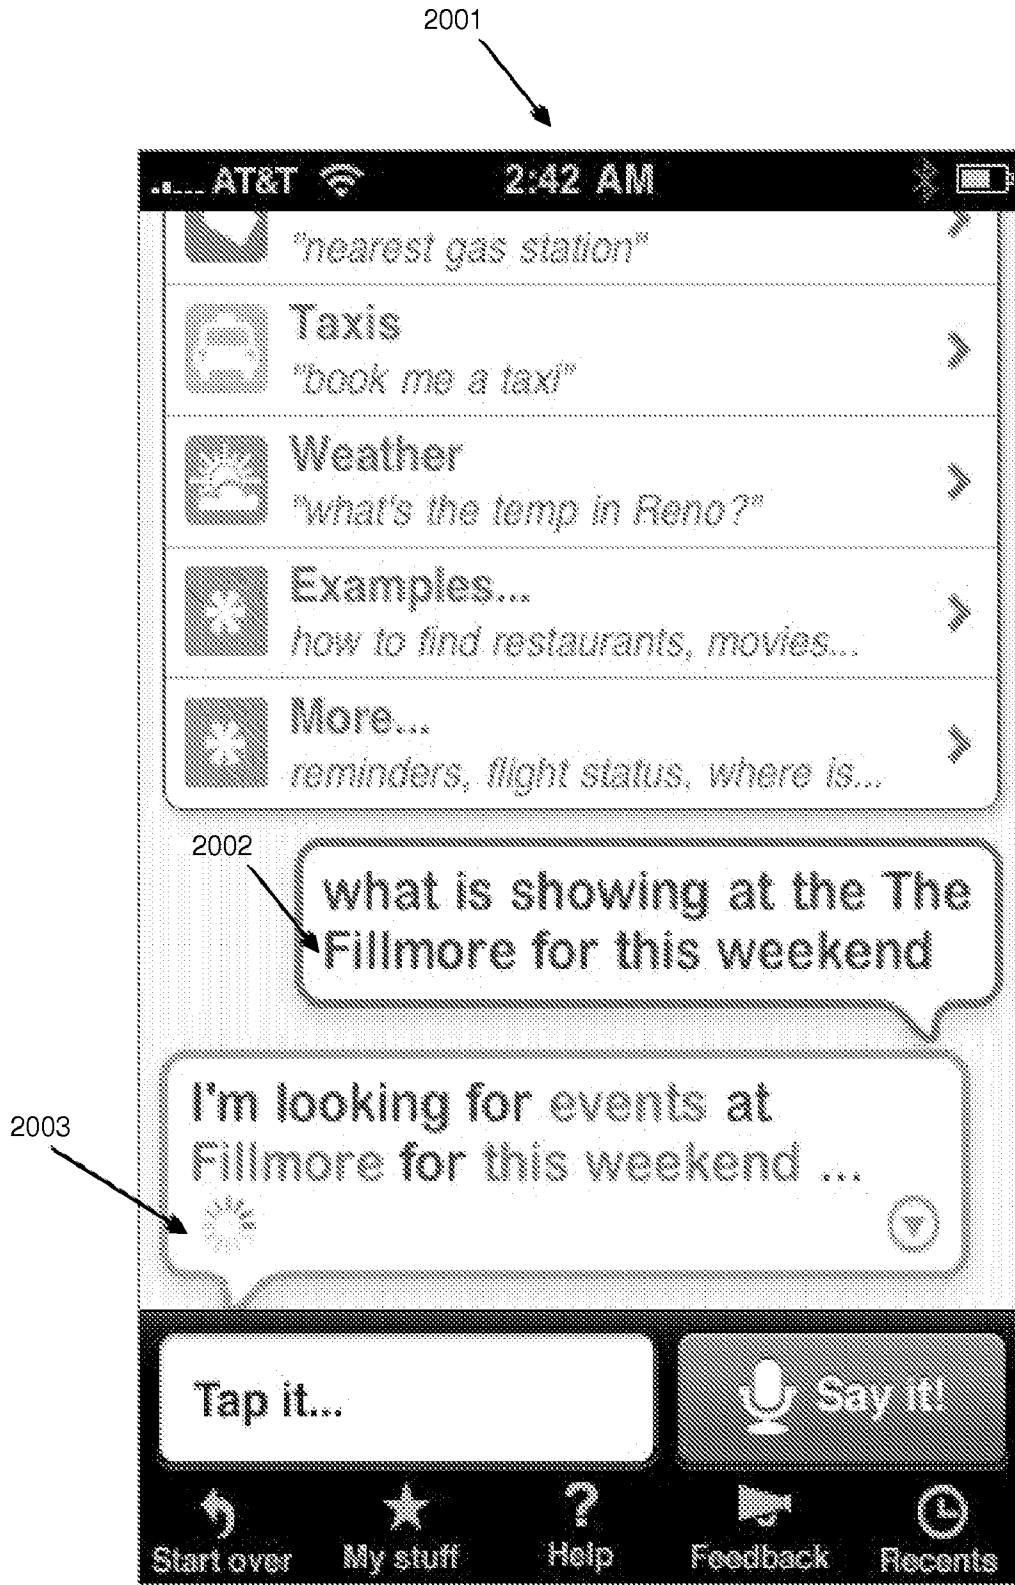 2001
AT&T 2:42 AM
"nearest gas station"
Taxis
"book me a taxi"
Weather
"what's the temp in Reno?"
Examples...
how to find restaurants, movies...
More...
reminders, flight status, where is...
2002
what is showing at the The
Fillmore for this weekend
I'm looking for events at
Fillmore for this weekend ...
2003
Tap it...
Say it!
Start over My stuff Help Feedback Recents